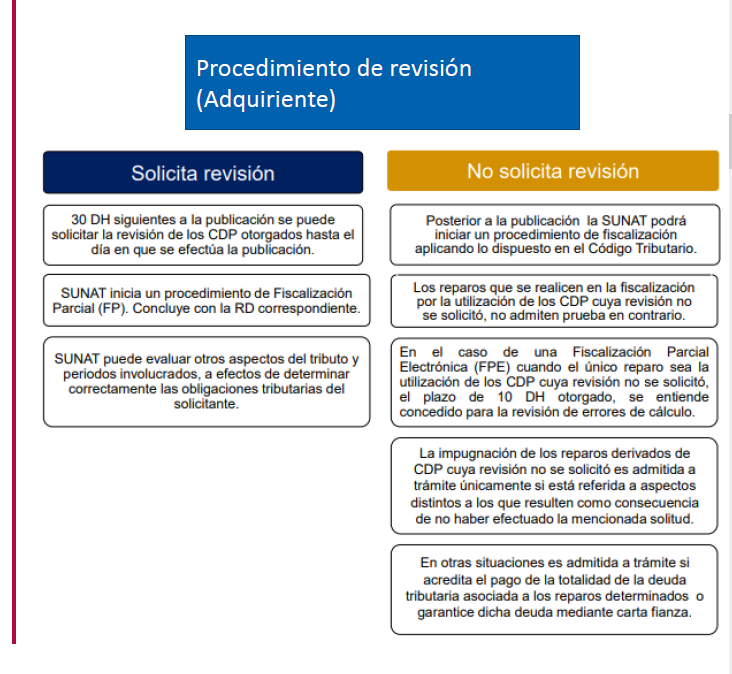 Procedimiento de revisión
(Adquiriente)
Solicita revisión
30 DH siguientes a la publicación se puede
solicitar la revisión de los CDP otorgados hasta el
día en que se efectúa la publicación.
SUNAT inicia un procedimiento de Fiscalización
Parcial (FP). Concluye con la RD correspondiente.
SUNAT puede evaluar otros aspectos del tributo y
periodos involucrados, a efectos de determinar
correctamente las obligaciones tributarias del
solicitante.
No solicita revisión
Posterior a la publicación la SUNAT podrá
iniciar un procedimiento de fiscalización
aplicando lo dispuesto en el Código Tributario.
Los reparos que se realicen en la fiscalización
por la utilización de los CDP cuya revisión no
se solicitó, no admiten prueba en contrario.
En el caso de una Fiscalización Parcial
Electrónica (FPE) cuando el único reparo sea la
utilización de los CDP cuya revisión no se solicitó,
el plazo de 10 DH otorgado, se entiende
concedido para la revisión de errores de cálculo.
La impugnación de los reparos derivados de
CDP cuya revisión no se solicitó es admitida a
trámite únicamente si está referida a aspectos
distintos a los que resulten como consecuencia
de no haber efectuado la mencionada solitud.
En otras situaciones es admitida a trámite si
acredita el pago de la totalidad de la deuda
tributaria asociada a los reparos determinados o
garantice dicha deuda mediante carta fianza.